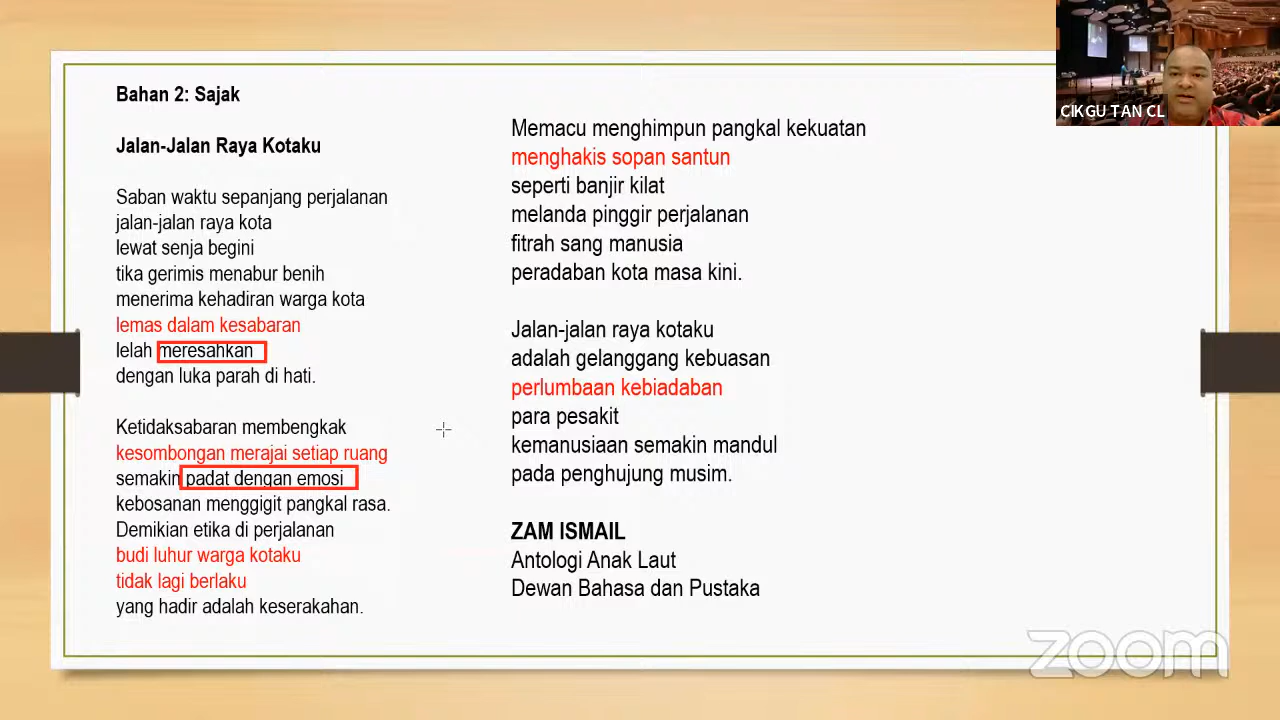 Bahan 2: Sajak
Jalan-Jalan Raya Kotaku
Saban waktu sepanjang perjalanan
jalan-jalan raya kota
lewat senja begini
tika gerimis menabur benih
menerima kehadiran warga kota
lemas dalam kesabaran
lelah meresahkan
dengan luka parah di hati.
Ketidaksabaran membengkak
kesombongan merajai setiap ruang
semakin padat dengan emosi
kebosanan menggigit pangkal rasa.
Demikian etika di perjalanan
budi luhur warga kotaku
tidak lagi berlaku
yang hadir adalah keserakahan.
Memacu menghimpun pangkal kekuatan
menghakis sopan santun
seperti banjir kilat
melanda pinggir perjalanan
fitrah sang manusia
peradaban kota masa kini.
Jalan-jalan raya kotaku
adalah gelanggang kebuasan
perlumbaan kebiadaban
para pesakit
kemanusiaan semakin mandul
pada penghujung musim.
ZAM ISMAIL
Antologi Anak Laut
Dewan Bahasa dan Pustaka
CIKGU TAN CL
zoom